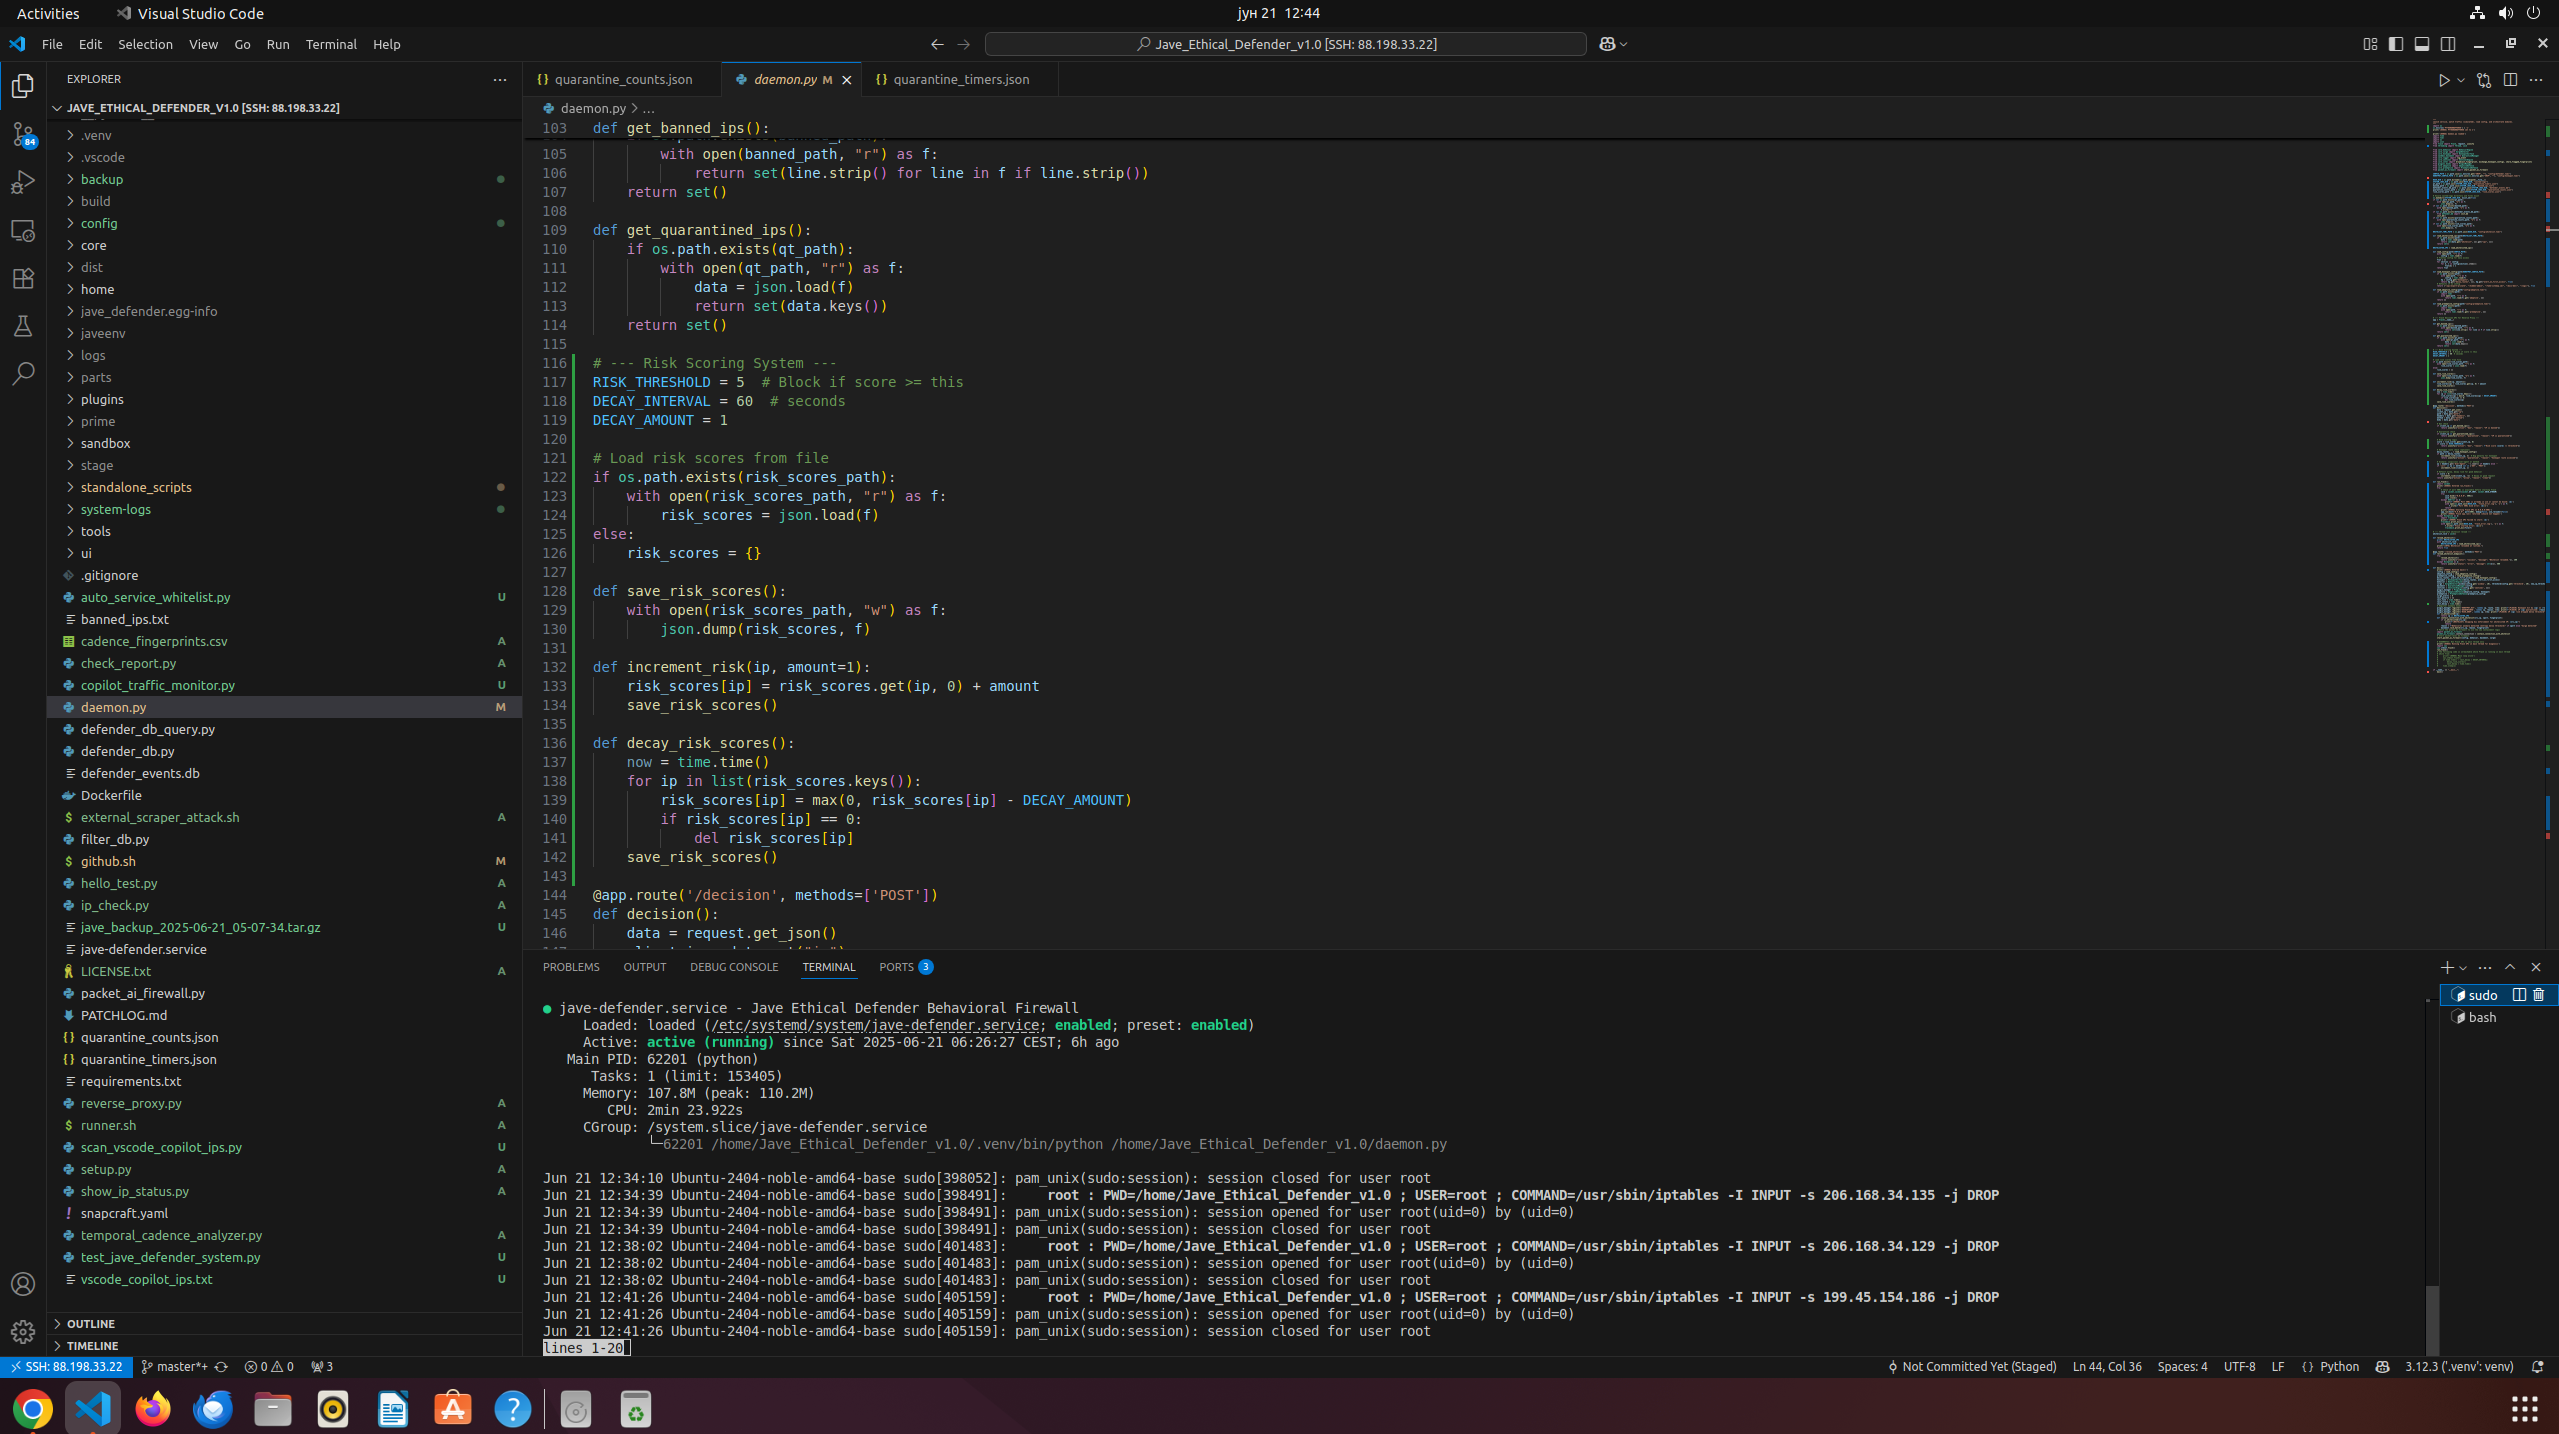 Activities
Visual Studio Code
јун 21 12:44
File Edit Selection View Go Run Terminal Help
Jave_Ethical_Defender_v1.0 [SSH: 88.198.33.22]
EXPLORER
JAVE_ETHICAL_DEFENDER_V1.0 [SSH: 88.198.33.22]
.venv
.vscode
backup
build
config
core
dist
home
jave_defender.egg-info
javeenv
logs
parts
plugins
prime
sandbox
stage
standalone_scripts
system-logs
tools
ui
.gitignore
auto_service_whitelist.py U
banned_ips.txt
cadence_fingerprints.csv A
check_report.py A
copilot_traffic_monitor.py U
daemon.py M
defender_db_query.py
defender_db.py
defender_events.db
Dockerfile
external_scraper_attack.sh A
filter_db.py
github.sh M
hello_test.py A
ip_check.py A
jave_backup_2025-06-21_05-07-34.tar.gz U
jave-defender.service
LICENSE.txt A
packet_ai_firewall.py
PATCHLOG.md
quarantine_counts.json
quarantine_timers.json
requirements.txt
reverse_proxy.py A
runner.sh A
scan_vscode_copilot_ips.py U
setup.py A
show_ip_status.py A
snapcraft.yaml
temporal_cadence_analyzer.py A
test_jave_defender_system.py U
vscode_copilot_ips.txt U
OUTLINE
TIMELINE
84
quarantine_counts.json
daemon.py M
quarantine_timers.json
daemon.py > ...
103 def get_banned_ips():
105 with open(banned_path, "r") as f:
106 return set(line.strip() for line in f if line.strip())
107 return set()
108
109 def get_quarantined_ips():
110 if os.path.exists(qt_path):
111 with open(qt_path, "r") as f:
112 data = json.load(f)
113 return set(data.keys())
114 return set()
115
116 # --- Risk Scoring System ---
117 RISK_THRESHOLD = 5  # Block if score >= this
118 DECAY_INTERVAL = 60  # seconds
119 DECAY_AMOUNT = 1
120
121 # Load risk scores from file
122 if os.path.exists(risk_scores_path):
123 with open(risk_scores_path, "r") as f:
124 risk_scores = json.load(f)
125 else:
126 risk_scores = {}
127
128 def save_risk_scores():
129 with open(risk_scores_path, "w") as f:
130 json.dump(risk_scores, f)
131
132 def increment_risk(ip, amount=1):
133 risk_scores[ip] = risk_scores.get(ip, 0) + amount
134 save_risk_scores()
135
136 def decay_risk_scores():
137 now = time.time()
138 for ip in list(risk_scores.keys()):
139 risk_scores[ip] = max(0, risk_scores[ip] - DECAY_AMOUNT)
140 if risk_scores[ip] == 0:
141 del risk_scores[ip]
142 save_risk_scores()
143
144 @app.route('/decision', methods=['POST'])
145 def decision():
146 data = request.get_json()
PROBLEMS OUTPUT DEBUG CONSOLE TERMINAL PORTS 3
sudo
bash
● jave-defender.service - Jave Ethical Defender Behavioral Firewall
Loaded: loaded (/etc/systemd/system/jave-defender.service; enabled; preset: enabled)
Active: active (running) since Sat 2025-06-21 06:26:27 CEST; 6h ago
Main PID: 62201 (python)
Tasks: 1 (limit: 153405)
Memory: 107.8M (peak: 110.2M)
CPU: 2min 23.922s
CGroup: /system.slice/jave-defender.service
└─62201 /home/Jave_Ethical_Defender_v1.0/.venv/bin/python /home/Jave_Ethical_Defender_v1.0/daemon.py
Jun 21 12:34:10 Ubuntu-2404-noble-amd64-base sudo[398052]: pam_unix(sudo:session): session closed for user root
Jun 21 12:34:39 Ubuntu-2404-noble-amd64-base sudo[398491]: root : PWD=/home/Jave_Ethical_Defender_v1.0 ; USER=root ; COMMAND=/usr/sbin/iptables -I INPUT -s 206.168.34.135 -j DROP
Jun 21 12:34:39 Ubuntu-2404-noble-amd64-base sudo[398491]: pam_unix(sudo:session): session opened for user root(uid=0) by (uid=0)
Jun 21 12:34:39 Ubuntu-2404-noble-amd64-base sudo[398491]: pam_unix(sudo:session): session closed for user root
Jun 21 12:38:02 Ubuntu-2404-noble-amd64-base sudo[401483]: root : PWD=/home/Jave_Ethical_Defender_v1.0 ; USER=root ; COMMAND=/usr/sbin/iptables -I INPUT -s 206.168.34.129 -j DROP
Jun 21 12:38:02 Ubuntu-2404-noble-amd64-base sudo[401483]: pam_unix(sudo:session): session opened for user root(uid=0) by (uid=0)
Jun 21 12:38:02 Ubuntu-2404-noble-amd64-base sudo[401483]: pam_unix(sudo:session): session closed for user root
Jun 21 12:41:26 Ubuntu-2404-noble-amd64-base sudo[405159]: root : PWD=/home/Jave_Ethical_Defender_v1.0 ; USER=root ; COMMAND=/usr/sbin/iptables -I INPUT -s 199.45.154.186 -j DROP
Jun 21 12:41:26 Ubuntu-2404-noble-amd64-base sudo[405159]: pam_unix(sudo:session): session opened for user root(uid=0) by (uid=0)
Jun 21 12:41:26 Ubuntu-2404-noble-amd64-base sudo[405159]: pam_unix(sudo:session): session closed for user root
lines 1-20
SSH: 88.198.33.22 master*+ 0 0 3 Not Committed Yet (Staged) Ln 44, Col 36 Spaces: 4 UTF-8 LF {} Python 3.12.3 ('.venv': venv)